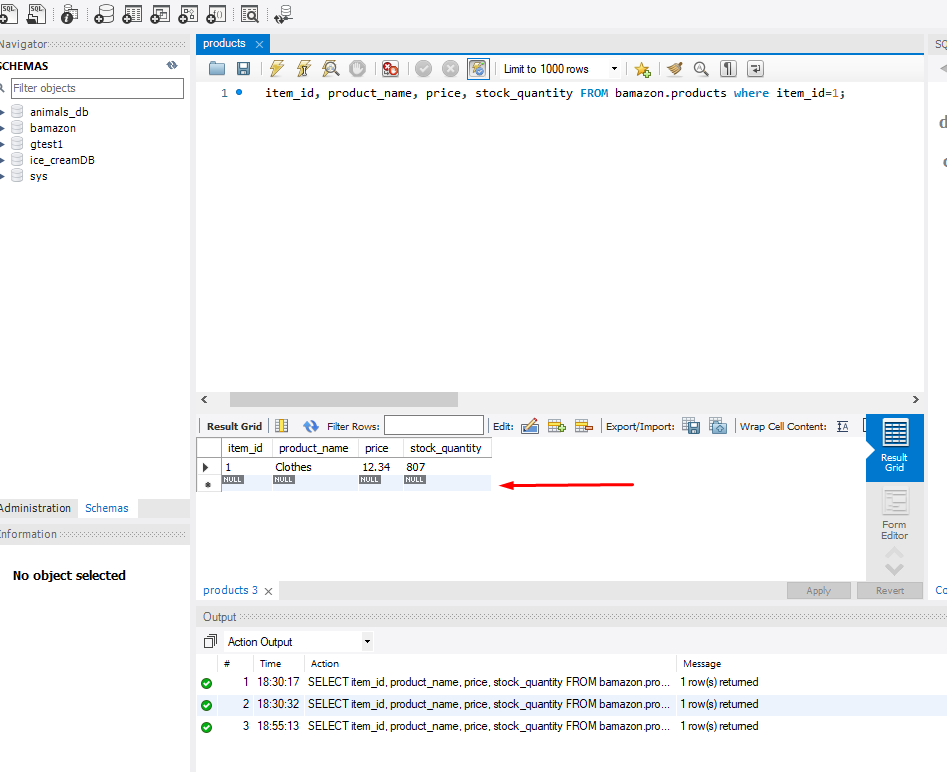 SQL SQL
Navigator
products
SQ
SCHEMAS
Limit to 1000 rows
Filter objects
1 item_id, product_name, price, stock_quantity FROM bamazon.products where item_id=1;
animals_db
bamazon
gtest1
ice_creamDB
sys
Result Grid Filter Rows: Edit: Export/Import: Wrap Cell Content: IA
item_id product_name price stock_quantity
1 Clothes 12.34 807
NULL NULL NULL NULL
Result
Grid
Form
Editor
Administration Schemas
Information
No object selected
products 3 Apply Revert Co
Output
Action Output
# Time Action Message
1 18:30:17 SELECT item_id, product_name, price, stock_quantity FROM bamazon.pro... 1 row(s) returned
2 18:30:32 SELECT item_id, product_name, price, stock_quantity FROM bamazon.pro... 1 row(s) returned
3 18:55:13 SELECT item_id, product_name, price, stock_quantity FROM bamazon.pro... 1 row(s) returned